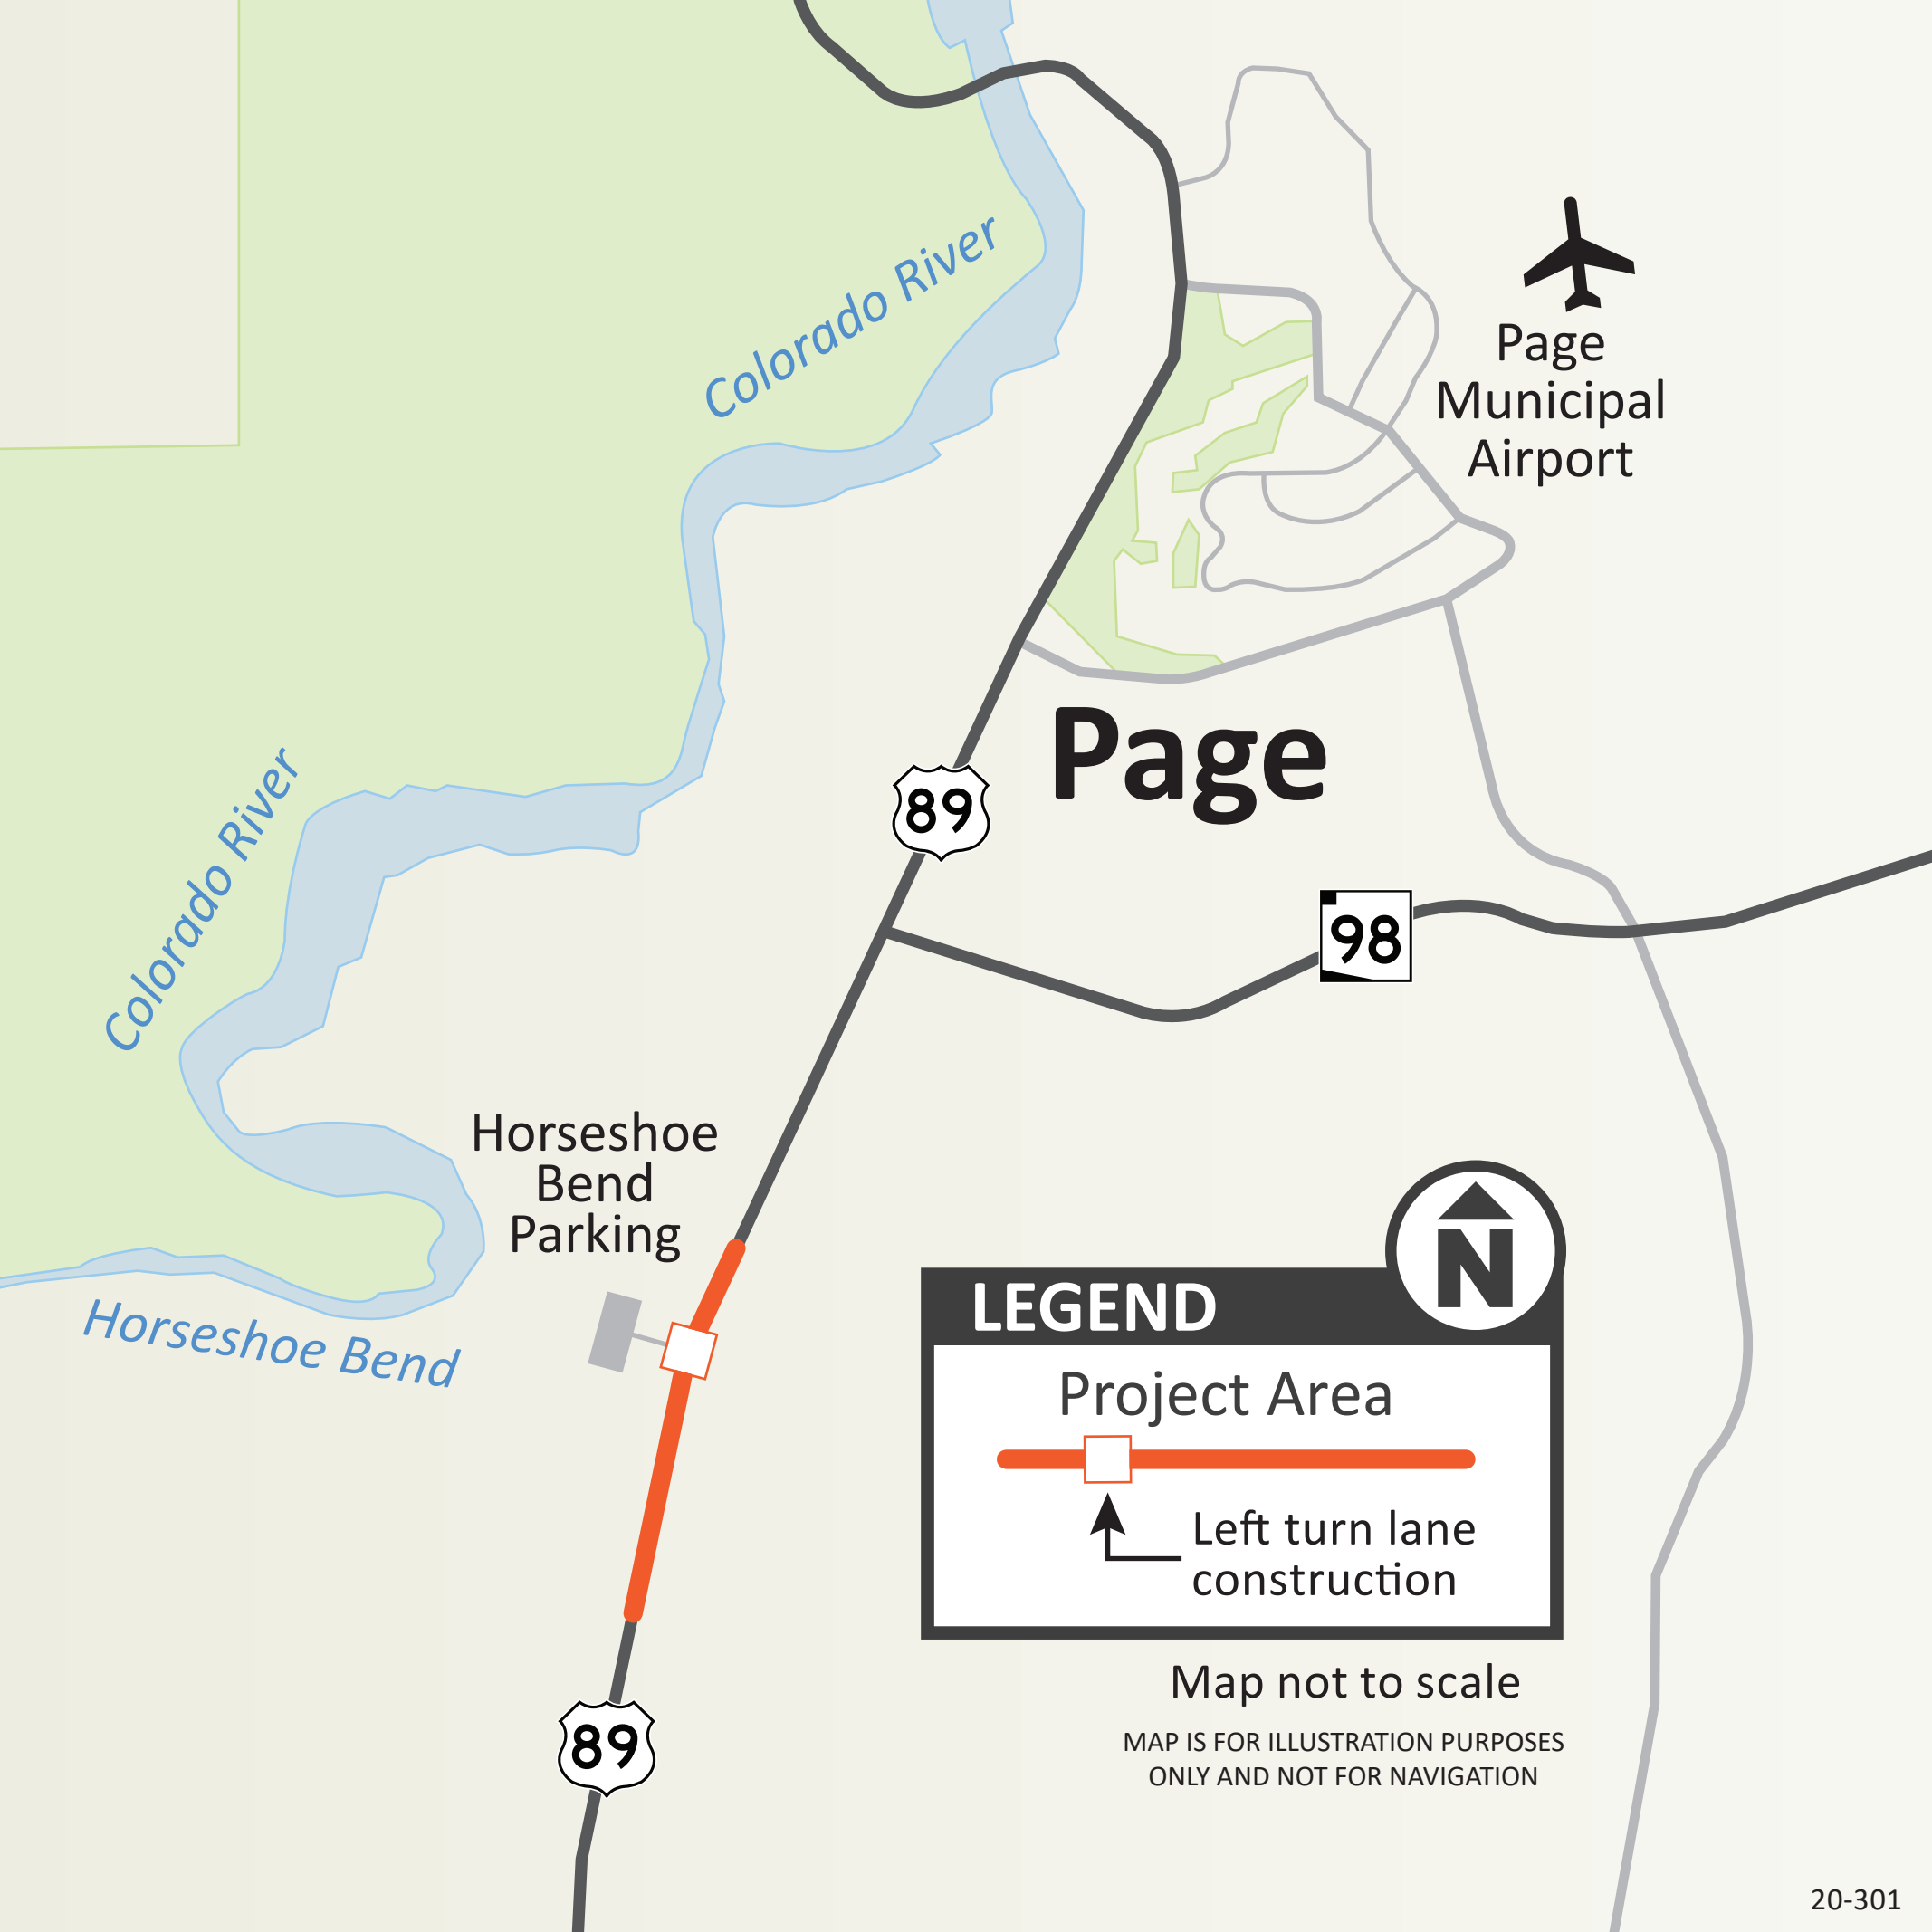 Colorado River
Page
Municipal
Airport
Page
89
Colorado River
98
Horseshoe
Bend
Parking
Horseshoe Bend
N
LEGEND
Project Area
Left turn lane
construction
Map not to scale
MAP IS FOR ILLUSTRATION PURPOSES
ONLY AND NOT FOR NAVIGATION
89
20-301